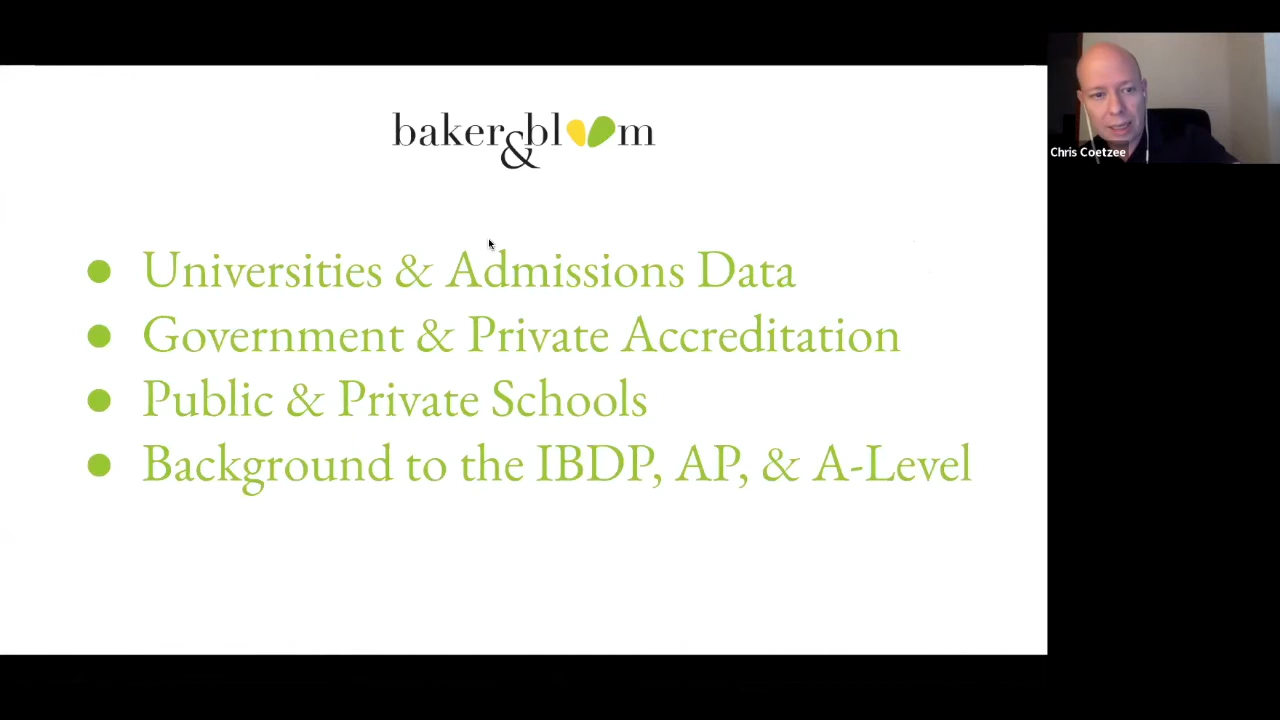 baker&bloom
Universities & Admissions Data
Government & Private Accreditation
Public & Private Schools
Background to the IBDP, AP, & A-Level
Chris Coetzee